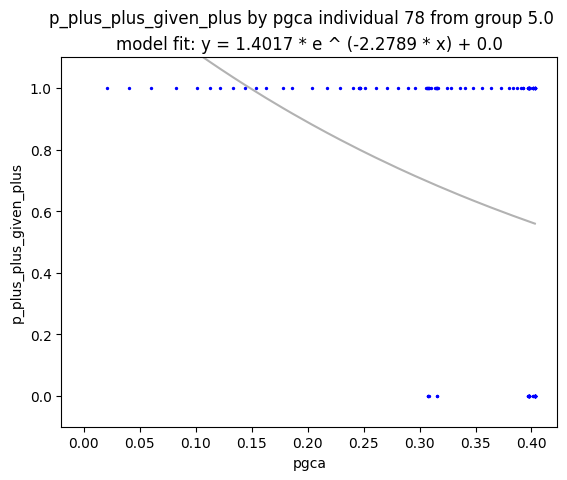 p_plus_plus_given_plus by pgca individual 78 from group 5.0
model fit: y = 1.4017 * e ^ (-2.2789 * x) + 0.0
p_plus_plus_given_plus
1.0
0.8
0.6
0.4
0.2
0.0
0.00 0.05 0.10 0.15 0.20 0.25 0.30 0.35 0.40
pgca